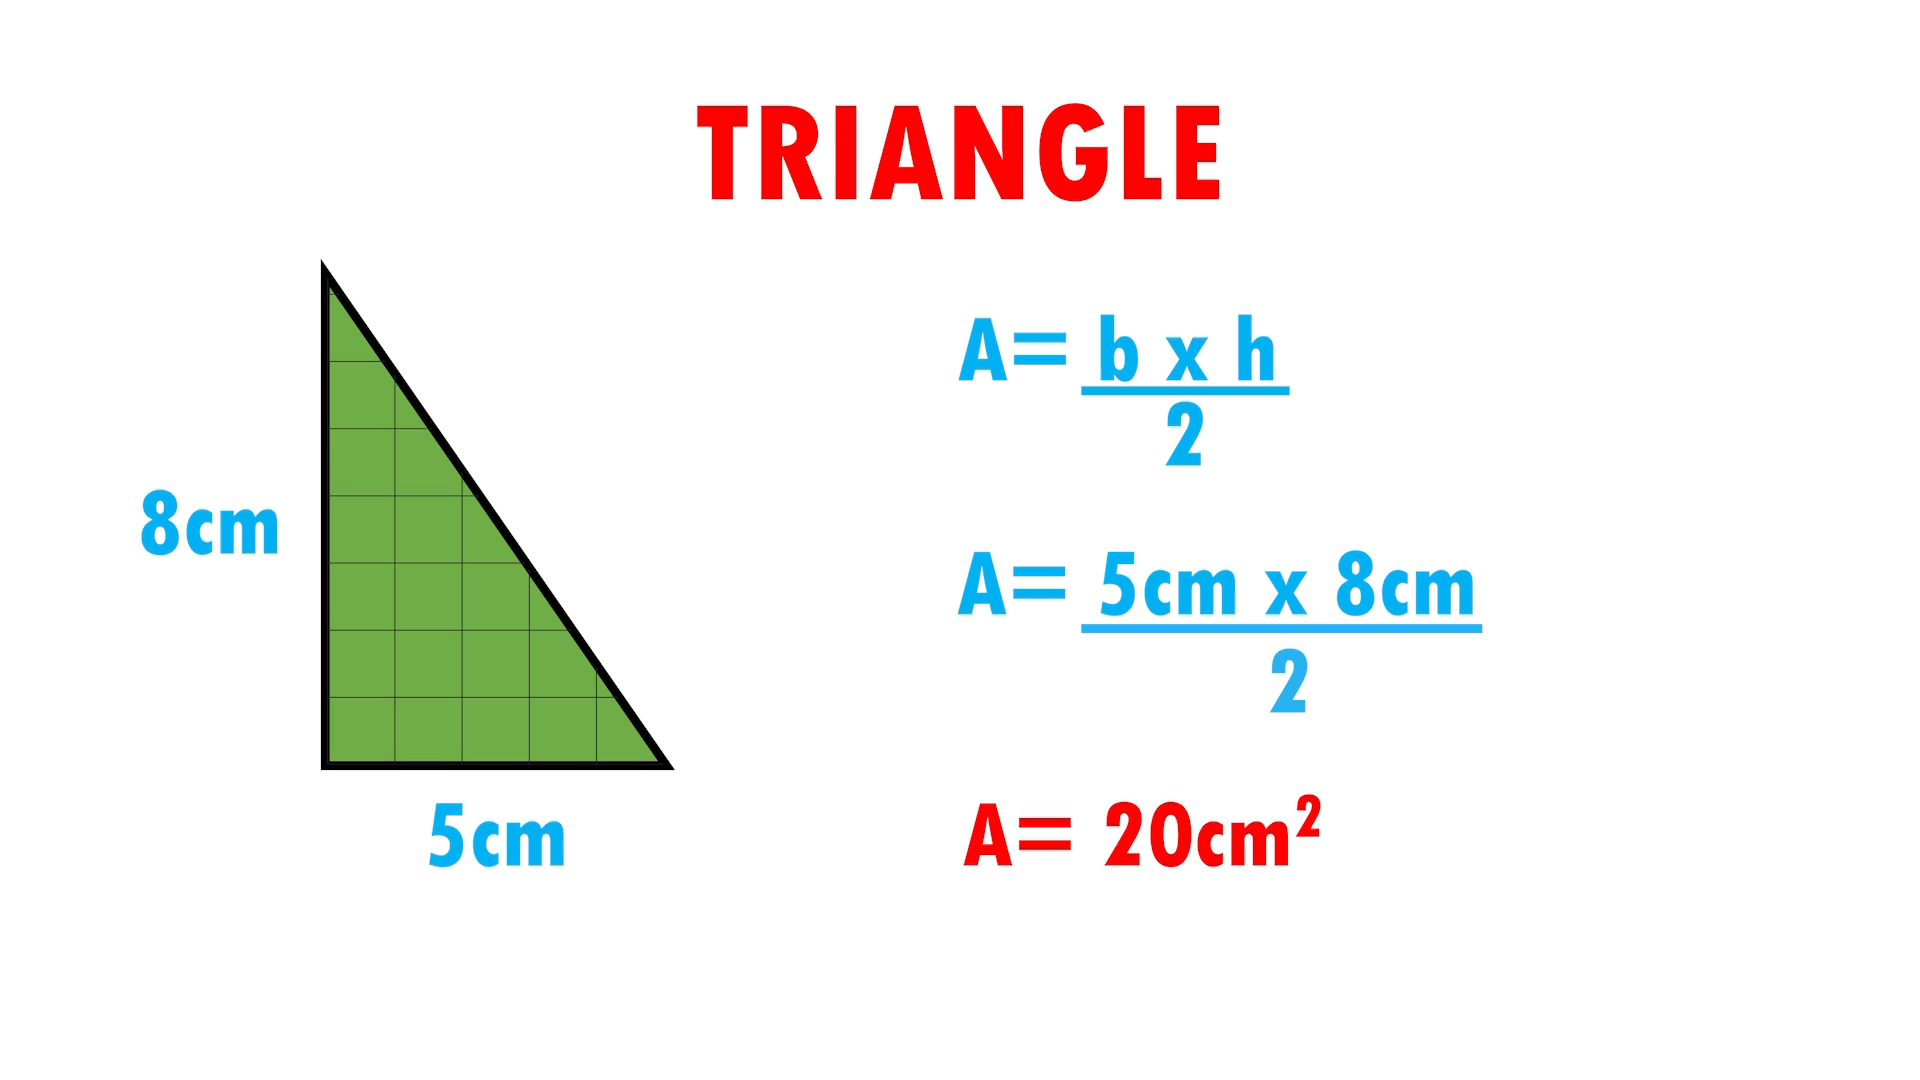 TRIANGLE
A= b x h
2
8cm
A= 5cm x 8cm
2
5cm
A= 20cm²